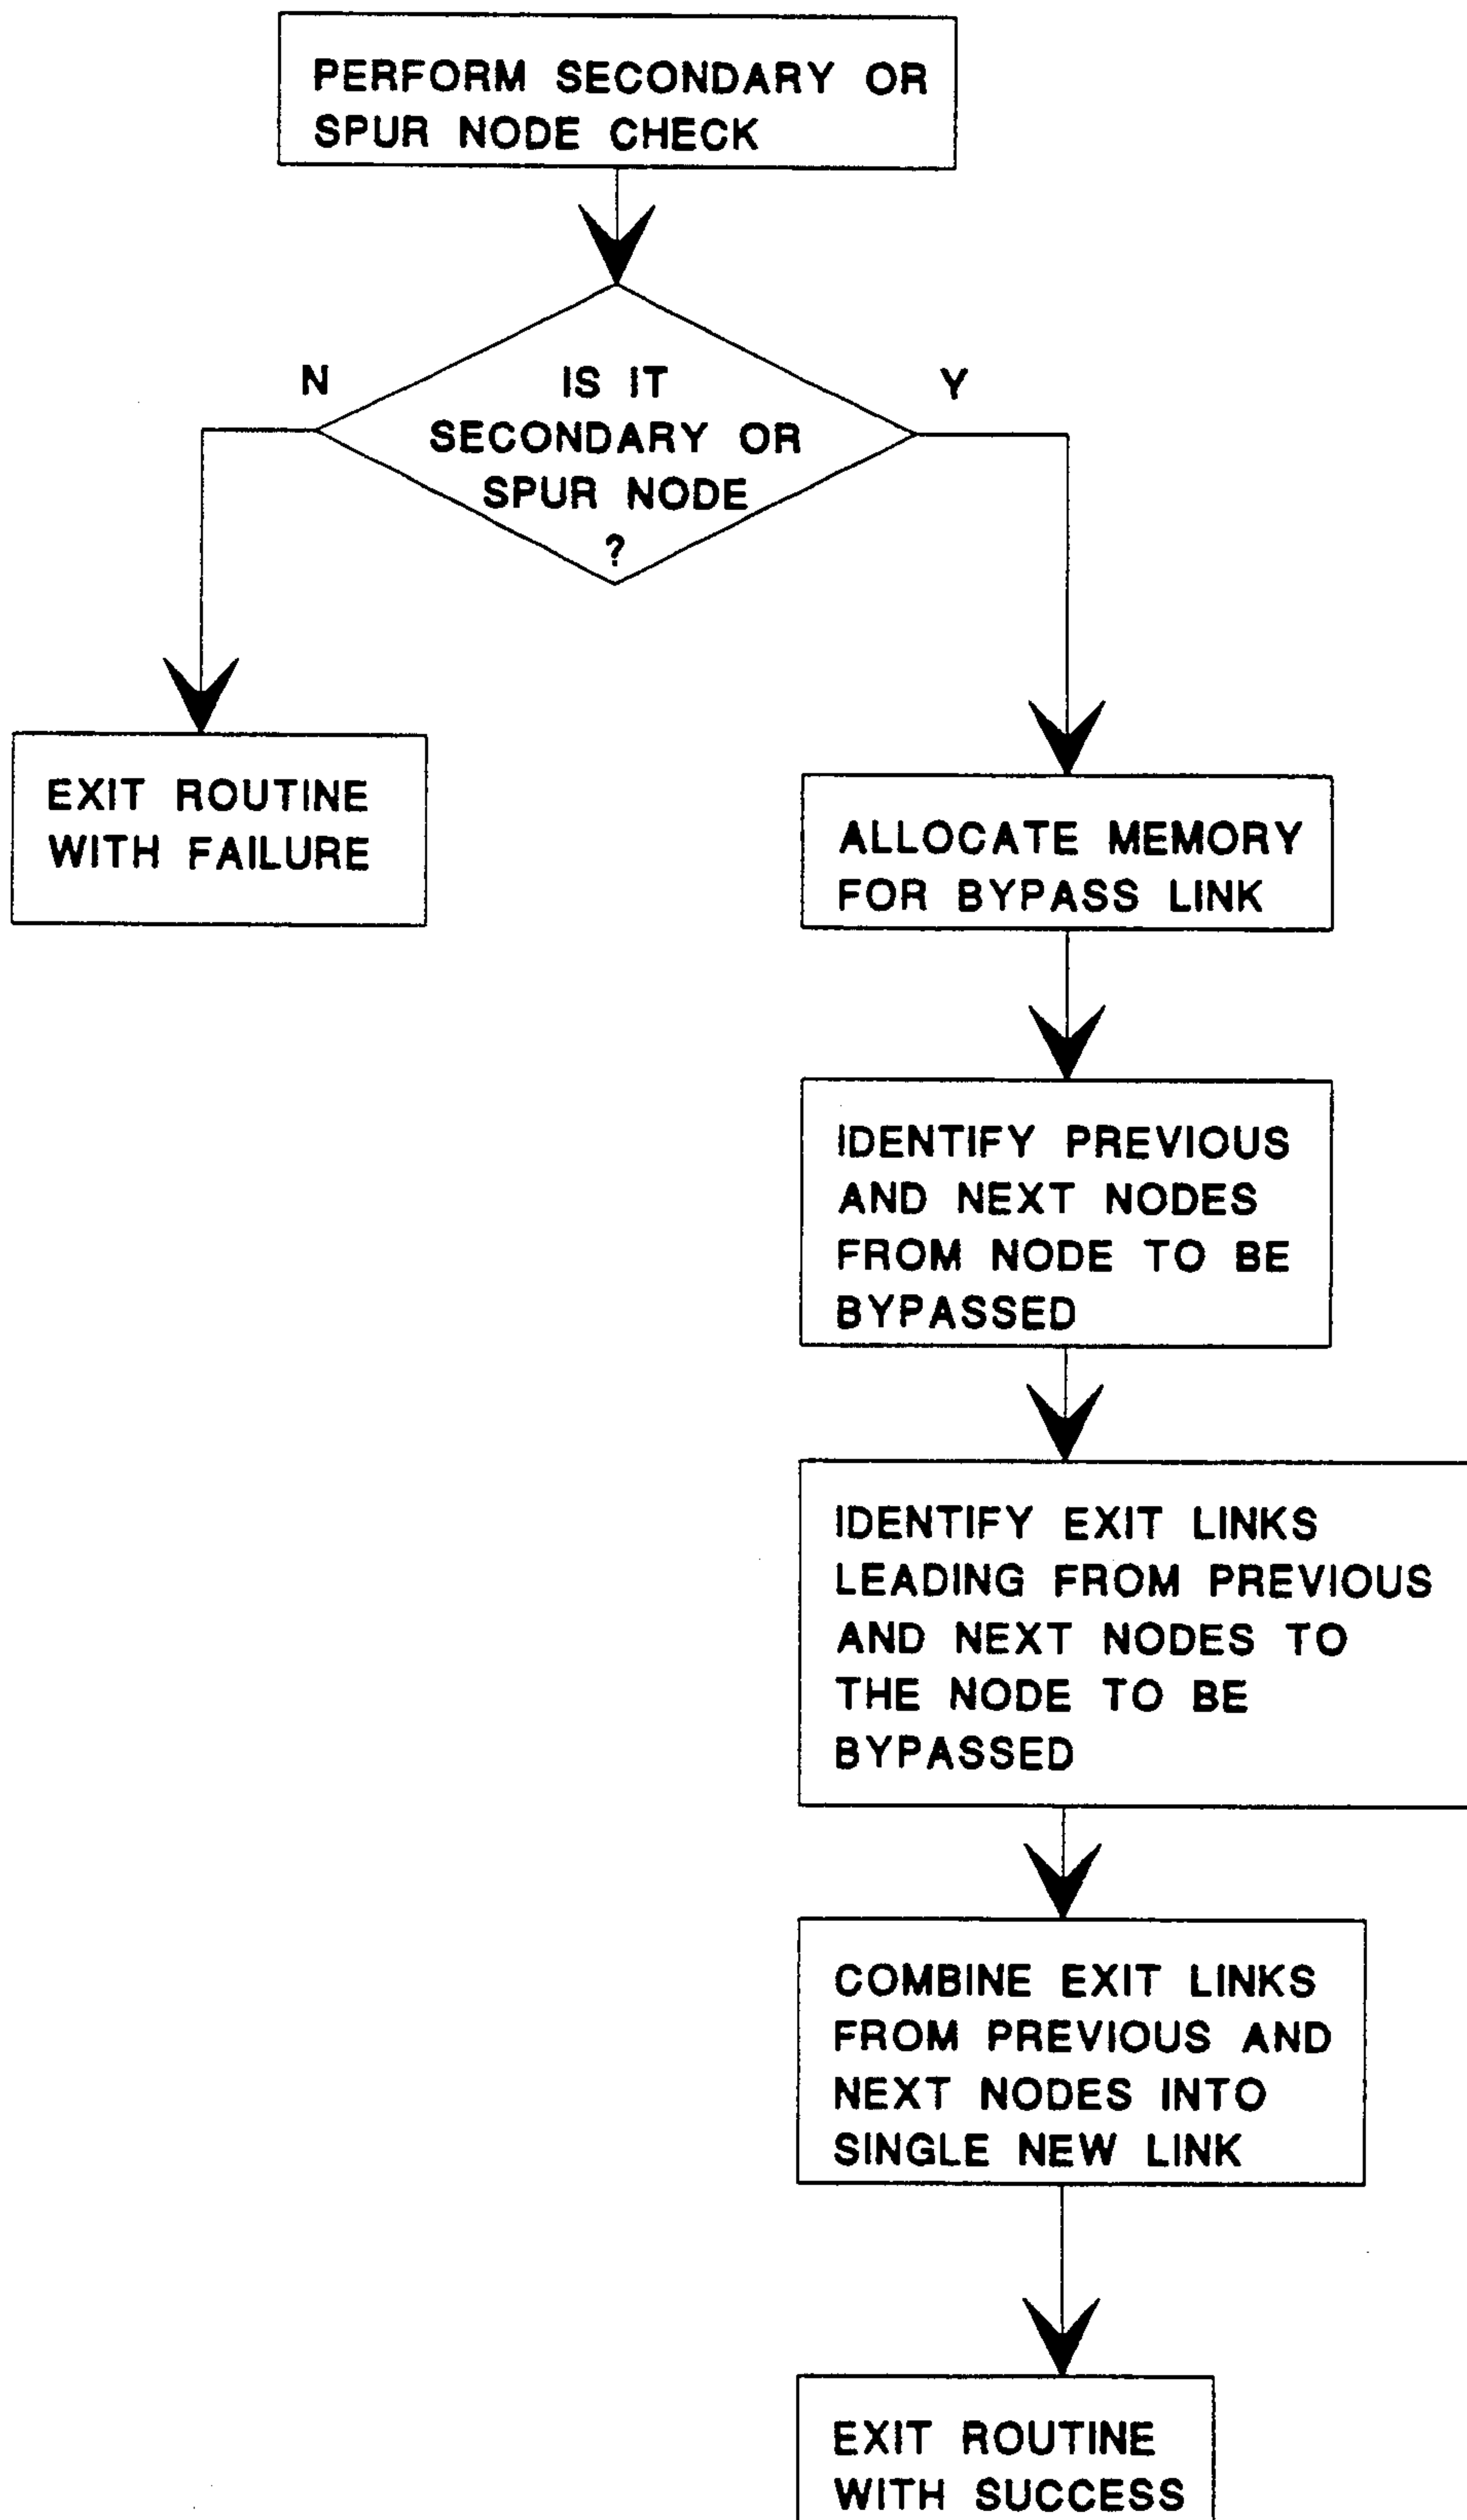 PERFORM SECONDARY OR
SPUR NODE CHECK
N
IS IT
SECONDARY OR
SPUR NODE
?
Y
EXIT ROUTINE
WITH FAILURE
ALLOCATE MEMORY
FOR BYPASS LINK
IDENTIFY PREVIOUS
AND NEXT NODES
FROM NODE TO BE
BYPASSED
IDENTIFY EXIT LINKS
LEADING FROM PREVIOUS
AND NEXT NODES TO
THE NODE TO BE
BYPASSED
COMBINE EXIT LINKS
FROM PREVIOUS AND
NEXT NODES INTO
SINGLE NEW LINK
EXIT ROUTINE
WITH SUCCESS